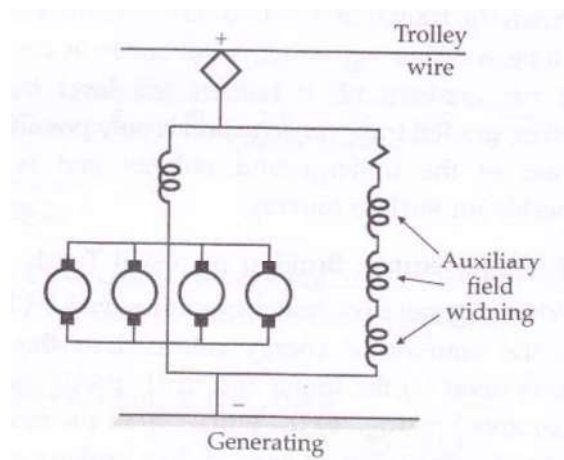 +
Trolley
wire
Auxiliary
field
widning
−
Generating